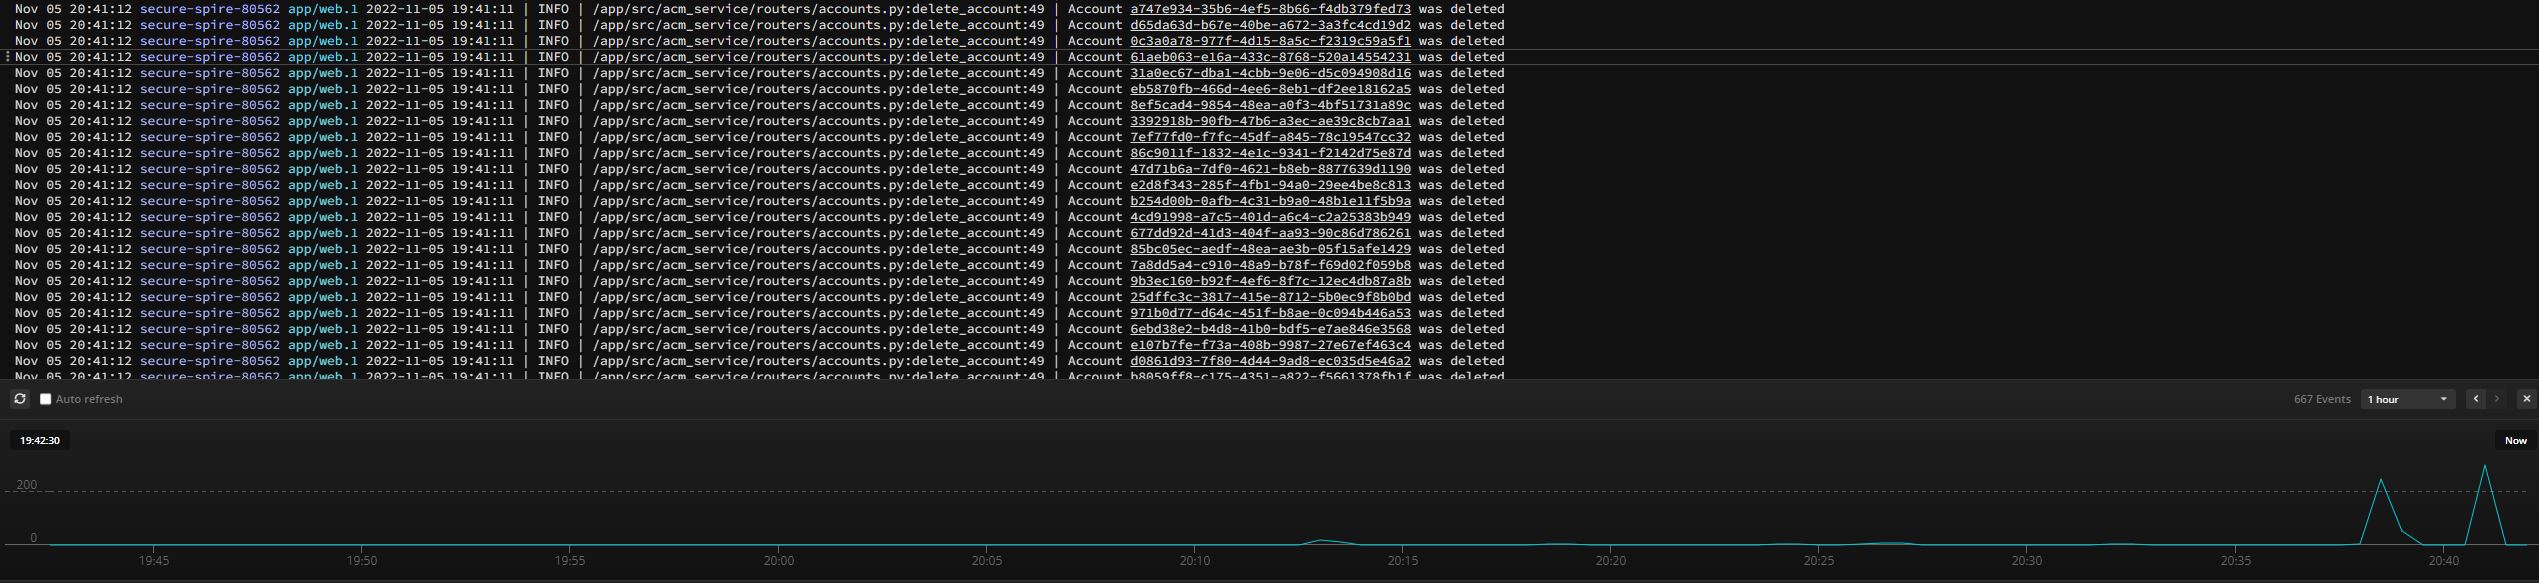 Nov 05 20:41:12 secure-spire-80562 app/web.1 2022-11-05 19:41:11 | INFO | /app/src/acm_service/routers/accounts.py:delete_account:49 | Account a747e934-35b6-4ef5-8b66-f4db379fed73 was deleted
Nov 05 20:41:12 secure-spire-80562 app/web.1 2022-11-05 19:41:11 | INFO | /app/src/acm_service/routers/accounts.py:delete_account:49 | Account d65da63d-b67e-40be-a672-3a3fc4cd19d2 was deleted
Nov 05 20:41:12 secure-spire-80562 app/web.1 2022-11-05 19:41:11 | INFO | /app/src/acm_service/routers/accounts.py:delete_account:49 | Account 0c3a0a78-977f-4d15-8a5c-f2319c59a5f1 was deleted
Nov 05 20:41:12 secure-spire-80562 app/web.1 2022-11-05 19:41:11 | INFO | /app/src/acm_service/routers/accounts.py:delete_account:49 | Account 61aeb063-e16a-433c-8768-520a14554231 was deleted
Nov 05 20:41:12 secure-spire-80562 app/web.1 2022-11-05 19:41:11 | INFO | /app/src/acm_service/routers/accounts.py:delete_account:49 | Account 31a0ec67-dba1-4cbb-9e06-d5c094908d16 was deleted
Nov 05 20:41:12 secure-spire-80562 app/web.1 2022-11-05 19:41:11 | INFO | /app/src/acm_service/routers/accounts.py:delete_account:49 | Account eb5870fb-466d-4ee6-8eb1-df2ee18162a5 was deleted
Nov 05 20:41:12 secure-spire-80562 app/web.1 2022-11-05 19:41:11 | INFO | /app/src/acm_service/routers/accounts.py:delete_account:49 | Account 8ef5cad4-9854-48ea-a0f3-4bf51731a89c was deleted
Nov 05 20:41:12 secure-spire-80562 app/web.1 2022-11-05 19:41:11 | INFO | /app/src/acm_service/routers/accounts.py:delete_account:49 | Account 3392918b-90fb-47b6-a3ec-ae39c8cb7aa1 was deleted
Nov 05 20:41:12 secure-spire-80562 app/web.1 2022-11-05 19:41:11 | INFO | /app/src/acm_service/routers/accounts.py:delete_account:49 | Account 7ef77fd0-f7fc-45df-a845-78c19547cc32 was deleted
Nov 05 20:41:12 secure-spire-80562 app/web.1 2022-11-05 19:41:11 | INFO | /app/src/acm_service/routers/accounts.py:delete_account:49 | Account 86c9011f-1832-4e1c-9341-f2142d75e87d was deleted
Nov 05 20:41:12 secure-spire-80562 app/web.1 2022-11-05 19:41:11 | INFO | /app/src/acm_service/routers/accounts.py:delete_account:49 | Account 47d71b6a-7df0-4621-b8eb-8877639d1190 was deleted
Nov 05 20:41:12 secure-spire-80562 app/web.1 2022-11-05 19:41:11 | INFO | /app/src/acm_service/routers/accounts.py:delete_account:49 | Account e2d8f343-285f-4fb1-94a0-29ee4be8c813 was deleted
Nov 05 20:41:12 secure-spire-80562 app/web.1 2022-11-05 19:41:11 | INFO | /app/src/acm_service/routers/accounts.py:delete_account:49 | Account b254d00b-0afb-4c31-b9a0-48b1e11f5b9a was deleted
Nov 05 20:41:12 secure-spire-80562 app/web.1 2022-11-05 19:41:11 | INFO | /app/src/acm_service/routers/accounts.py:delete_account:49 | Account 4cd91998-a7c5-401d-a6c4-c2a25383b949 was deleted
Nov 05 20:41:12 secure-spire-80562 app/web.1 2022-11-05 19:41:11 | INFO | /app/src/acm_service/routers/accounts.py:delete_account:49 | Account 677dd92d-41d3-404f-aa93-90c86d786261 was deleted
Nov 05 20:41:12 secure-spire-80562 app/web.1 2022-11-05 19:41:11 | INFO | /app/src/acm_service/routers/accounts.py:delete_account:49 | Account 85bc05ec-aedf-48ea-ae3b-05f15afe1429 was deleted
Nov 05 20:41:12 secure-spire-80562 app/web.1 2022-11-05 19:41:11 | INFO | /app/src/acm_service/routers/accounts.py:delete_account:49 | Account 7a8dd5a4-c910-48a9-b78f-f69d02f059b8 was deleted
Nov 05 20:41:12 secure-spire-80562 app/web.1 2022-11-05 19:41:11 | INFO | /app/src/acm_service/routers/accounts.py:delete_account:49 | Account 9b3ec160-b92f-4ef6-8f7c-12ec4db87a8b was deleted
Nov 05 20:41:12 secure-spire-80562 app/web.1 2022-11-05 19:41:11 | INFO | /app/src/acm_service/routers/accounts.py:delete_account:49 | Account 25dffc3c-3817-415e-8712-5b0ec9f8b0bd was deleted
Nov 05 20:41:12 secure-spire-80562 app/web.1 2022-11-05 19:41:11 | INFO | /app/src/acm_service/routers/accounts.py:delete_account:49 | Account 971b0d77-d64c-451f-b8ae-0c094b446a53 was deleted
Nov 05 20:41:12 secure-spire-80562 app/web.1 2022-11-05 19:41:11 | INFO | /app/src/acm_service/routers/accounts.py:delete_account:49 | Account 6ebd38e2-b4d8-41b0-bdf5-e7ae846e3568 was deleted
Nov 05 20:41:12 secure-spire-80562 app/web.1 2022-11-05 19:41:11 | INFO | /app/src/acm_service/routers/accounts.py:delete_account:49 | Account e107b7fe-f73a-408b-9987-27e67ef463c4 was deleted
Nov 05 20:41:12 secure-spire-80562 app/web.1 2022-11-05 19:41:11 | INFO | /app/src/acm_service/routers/accounts.py:delete_account:49 | Account d0861d93-7f80-4d44-9ad8-ec035d5e46a2 was deleted
Nov 05 20:41:12 secure-spire-80562 app/web.1 2022-11-05 19:41:11 | INFO | /app/src/acm_service/routers/accounts.py:delete_account:49 | Account b8059ff8-c175-4351-a822-f5661378fb1f was deleted
Auto refresh 667 Events 1 hour
19:42:30 Now
200
0
19:45 19:50 19:55 20:00 20:05 20:10 20:15 20:20 20:25 20:30 20:35 20:40